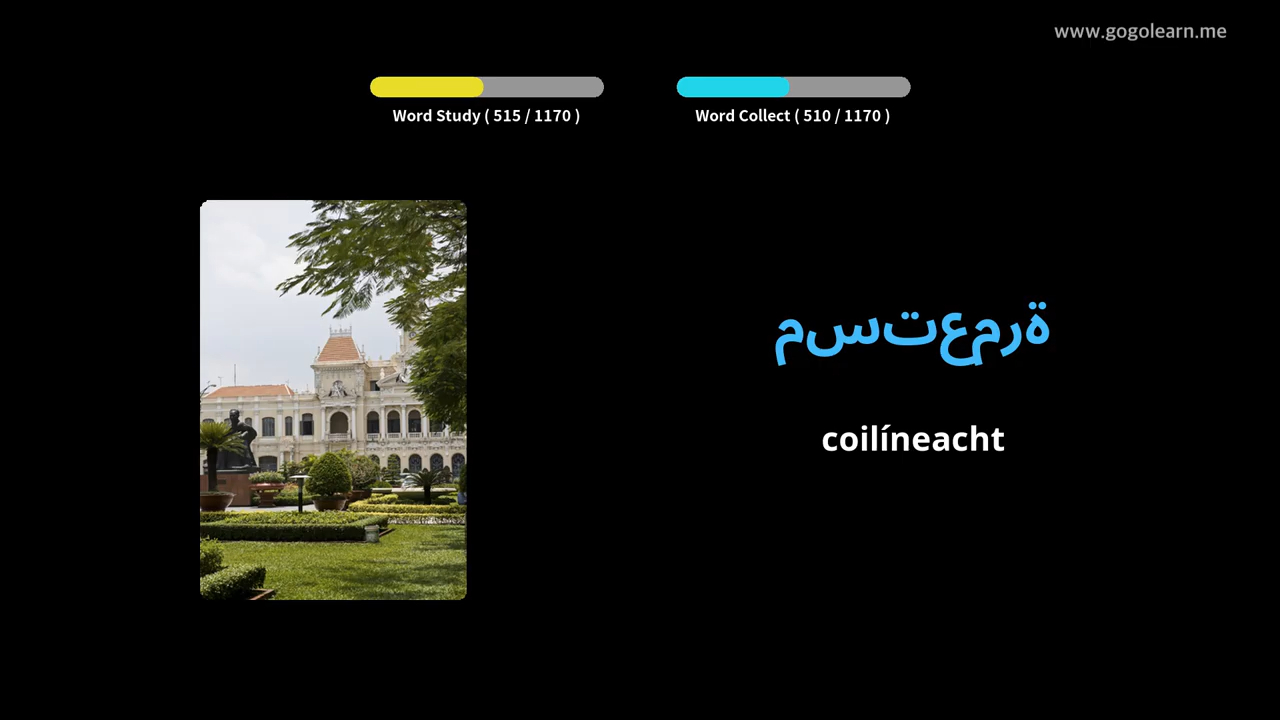 www.gogolearn.me
Word Study ( 515 / 1170 )
Word Collect ( 510 / 1170 )
مستعمرة
coilíneacht